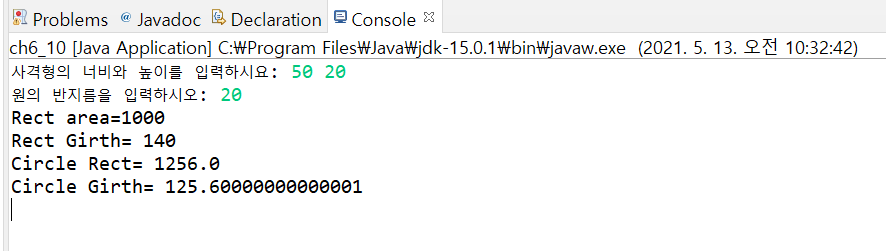 Problems @ Javadoc Declaration Console
ch6_10 [Java Application] C:₩Program Files₩Java₩jdk-15.0.1₩bin₩javaw.exe (2021. 5. 13. 오전 10:32:42)
사격형의 너비와 높이를 입력하시요: 50 20
원의 반지름을 입력하시오: 20
Rect area=1000
Rect Girth= 140
Circle Rect= 1256.0
Circle Girth= 125.60000000000001